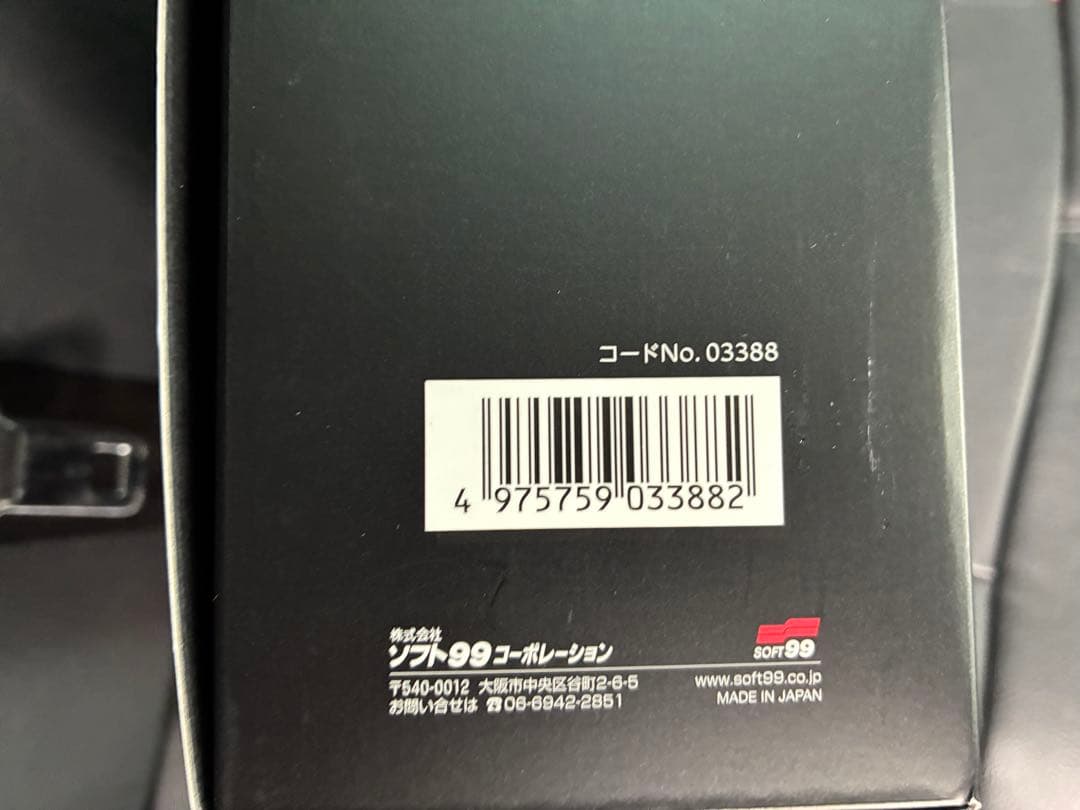 コードNo. 03388
4 975759 033882
株式会社
ソフト99コーポレーション
SOFT99
〒540-0012 大阪市中央区谷町2-6-5
www.soft99.co.jp
お問い合せは ☎06-6942-2851
MADE IN JAPAN